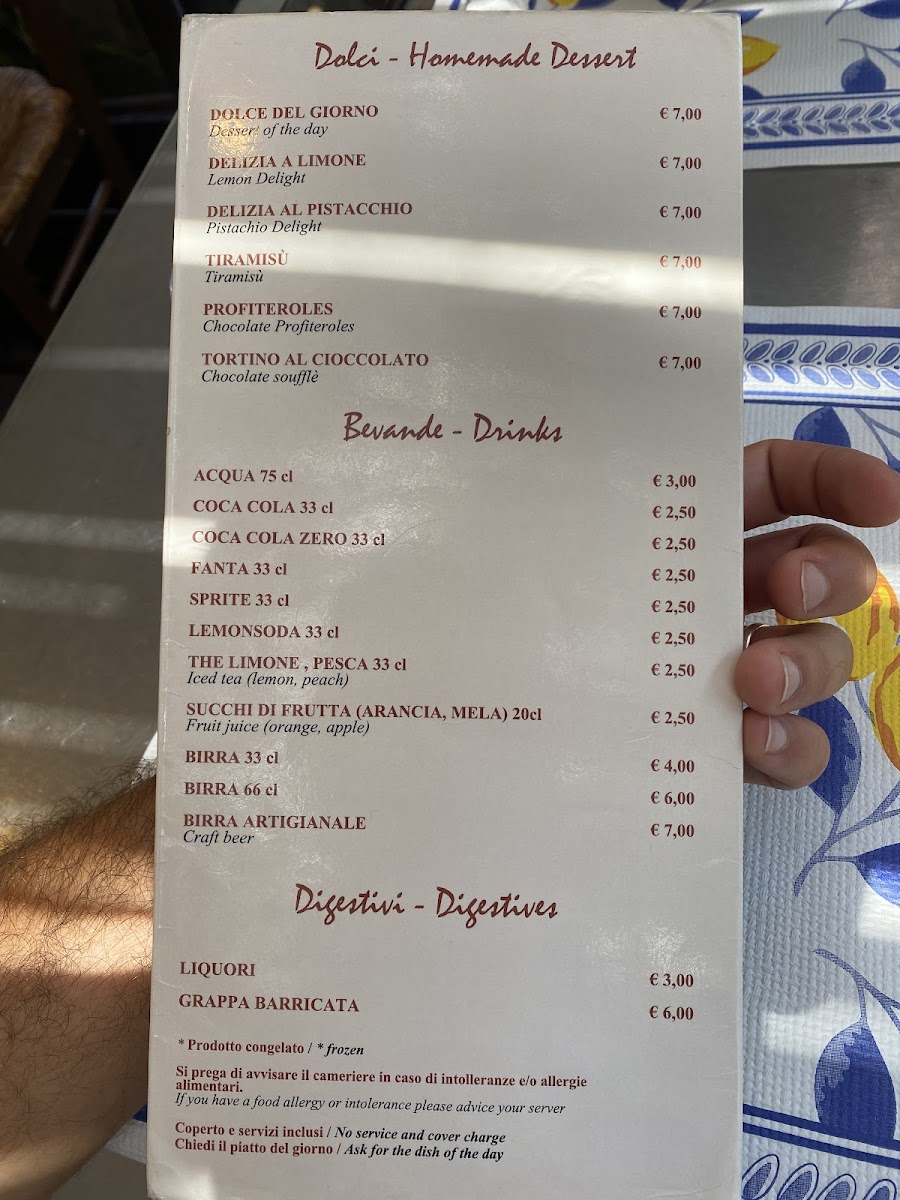 Dolci - Homemade Dessert
DOLCE DEL GIORNO € 7,00
Dessert of the day
DELIZIA A LIMONE € 7,00
Lemon Delight
DELIZIA AL PISTACCHIO € 7,00
Pistachio Delight
TIRAMISÙ € 7,00
Tiramisù
PROFITEROLES € 7,00
Chocolate Profiteroles
TORTINO AL CIOCCOLATO € 7,00
Chocolate soufflè
Bevande - Drinks
ACQUA 75 cl € 3,00
COCA COLA 33 cl € 2,50
COCA COLA ZERO 33 cl € 2,50
FANTA 33 cl € 2,50
SPRITE 33 cl € 2,50
LEMONSODA 33 cl € 2,50
THE LIMONE , PESCA 33 cl € 2,50
Iced tea (lemon, peach)
SUCCHI DI FRUTTA (ARANCIA, MELA) 20cl € 2,50
Fruit juice (orange, apple)
BIRRA 33 cl € 4,00
BIRRA 66 cl € 6,00
BIRRA ARTIGIANALE € 7,00
Craft beer
Digestivi - Digestives
LIQUORI € 3,00
GRAPPA BARRICATA € 6,00
* Prodotto congelato / * frozen
Si prega di avvisare il cameriere in caso di intolleranze e/o allergie
alimentari.
If you have a food allergy or intolerance please advice your server
Coperto e servizi inclusi / No service and cover charge
Chiedi il piatto del giorno / Ask for the dish of the day